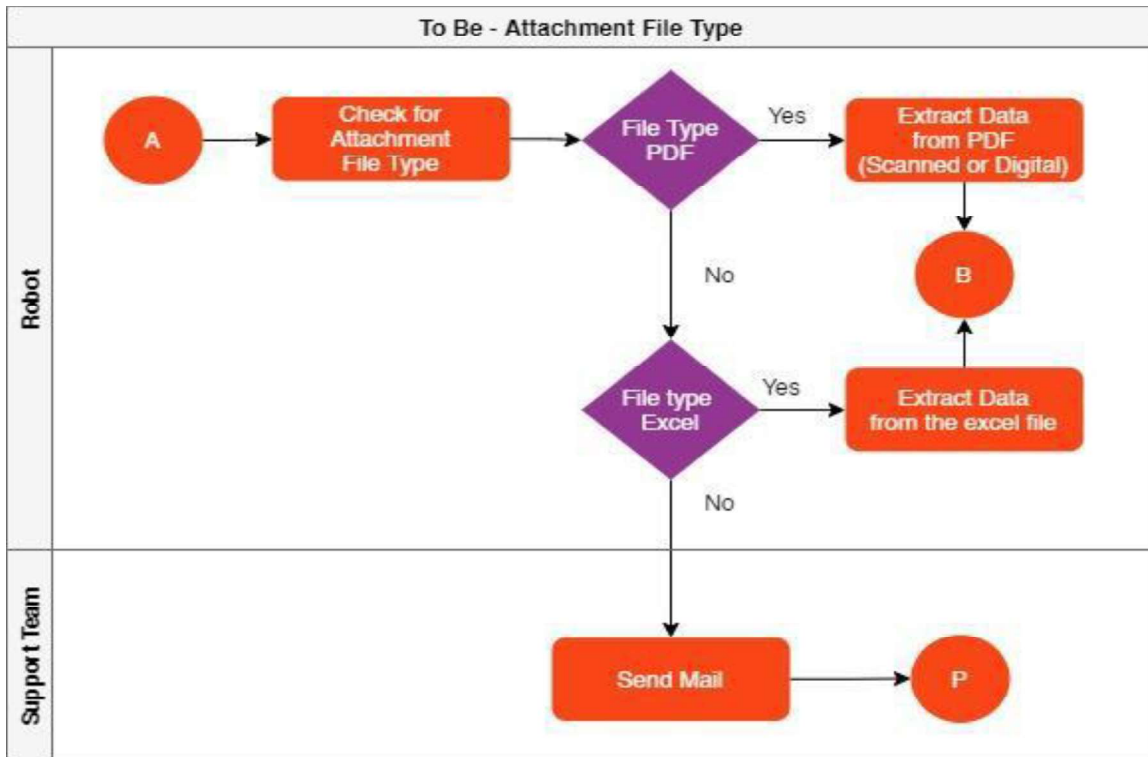 To Be - Attachment File Type
Robot
A
Check for
Attachment
File Type
File Type
PDF
Yes
Extract Data
from PDF
(Scanned or Digital)
No
B
File type
Excel
Yes
Extract Data
from the excel file
No
Support Team
Send Mail
P